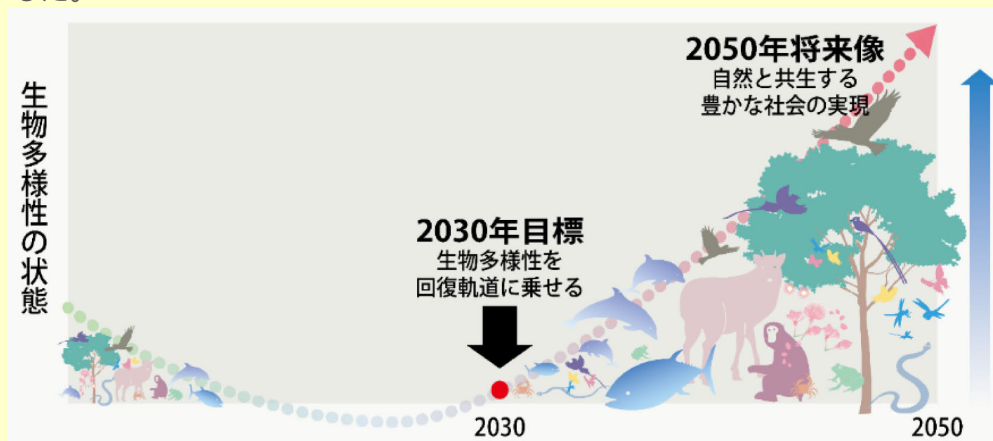 した。
生物多様性の状態
2050年将来像
自然と共生する
豊かな社会の実現
2030年目標
生物多様性を
回復軌道に乗せる
2030
2050